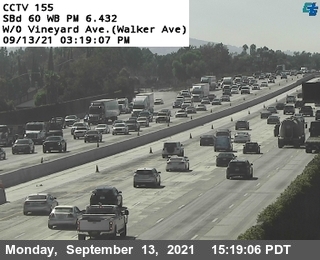 CCTV 155
SBd 60 WB PM 6.432
W/O Vineyard Ave.(Walker Ave)
09/13/21 03:19:07 PM
Monday, September 13, 2021 15:19:06 PDT